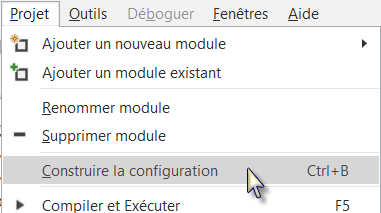 Projet Outils Déboguer Fenêtres Aide
Ajouter un nouveau module
Ajouter un module existant
Renommer module
Supprimer module
Construire la configuration Ctrl+B
Compiler et Exécuter F5